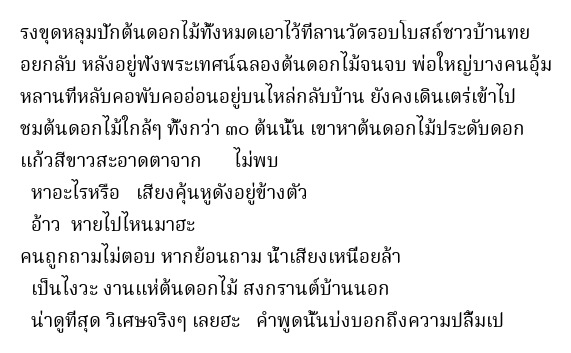 รงขุดหลุมปักต้นดอกไม้ทั้งหมดเอาไว้ที่ลานวัดรอบโบสถ์ชาวบ้านทย
อยกลับ หลังอยู่ฟังพระเทศน์ฉลองต้นดอกไม้จนจบ พ่อใหญ่บางคนอุ้ม
หลานที่หลับคอพับคออ่อนอยู่บนไหล่กลับบ้าน ยังคงเดินเตร่เข้าไป
ชมต้นดอกไม้ใกล้ๆ ทั้งกว่า ๓๐ ต้นนั้น เขาหาต้นดอกไม้ประดับดอก
แก้วสีขาวสะอาดตาจาก ไม่พบ
หาอะไรหรือ เสียงคุ้นหูดังอยู่ข้างตัว
อ้าว หายไปไหนมาฮะ
คนถูกถามไม่ตอบ หากย้อนถาม น้ำเสียงเหนื่อยล้า
เป็นไงวะ งานแห่ต้นดอกไม้ สงกรานต์บ้านนอก
น่าดูที่สุด วิเศษจริงๆ เลยฮะ คำพูดนั้นบ่งบอกถึงความปลื้มเป